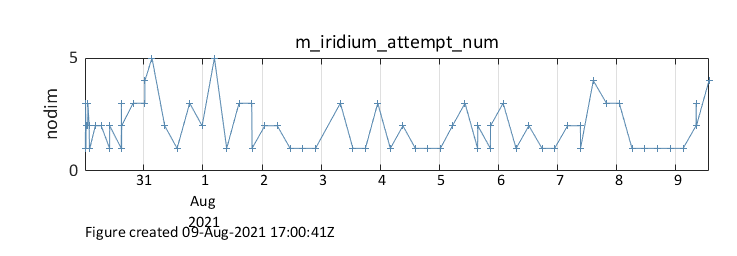 m_iridium_attempt_num
5
nodim
0
31 1 2 3 4 5 6 7 8 9
Aug
2021
Figure created 09-Aug-2021 17:00:41Z